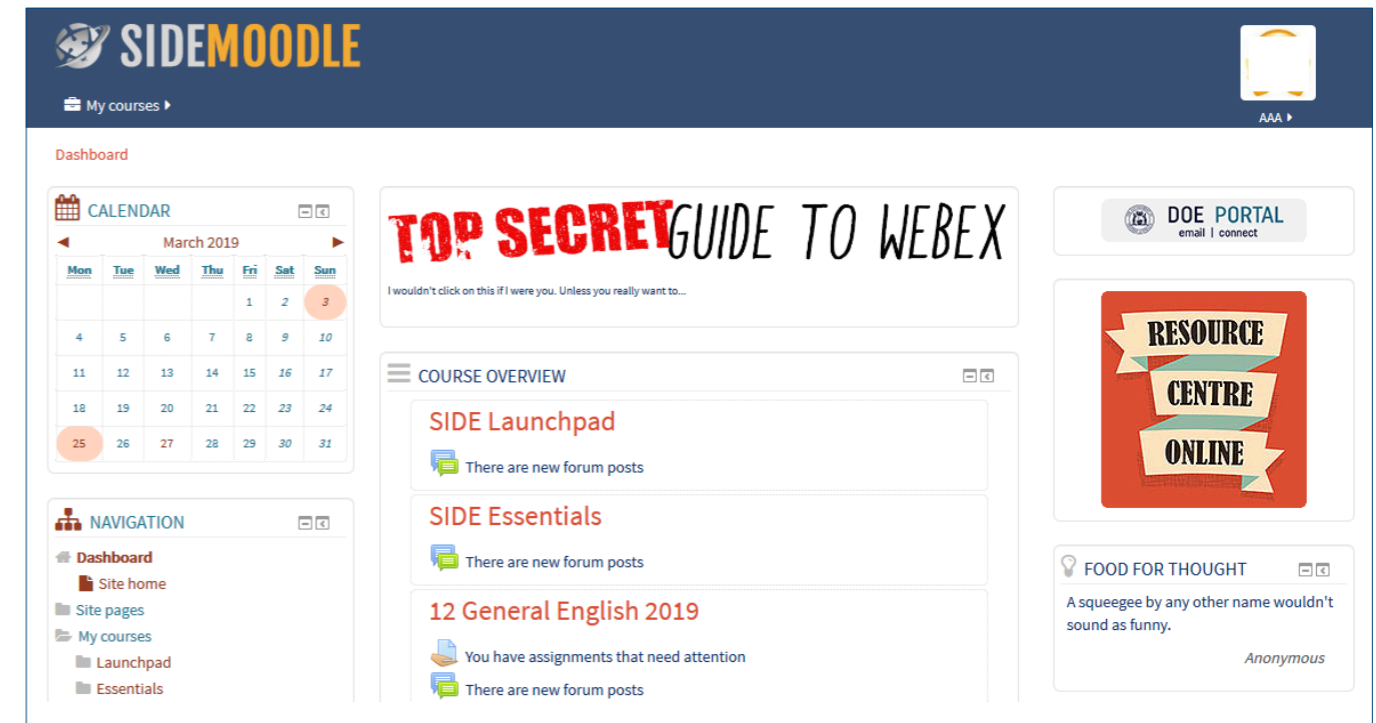 SIDEMOODLE
My courses
AAA
Dashboard
CALENDAR
March 2019
Mon Tue Wed Thu Fri Sat Sun
1 2 3
4 5 6 7 8 9 10
11 12 13 14 15 16 17
18 19 20 21 22 23 24
25 26 27 28 29 30 31
NAVIGATION
Dashboard
Site home
Site pages
My courses
Launchpad
Essentials
TOP SECRET GUIDE TO WEBEX
I wouldn't click on this if I were you. Unless you really want to...
COURSE OVERVIEW
SIDE Launchpad
There are new forum posts
SIDE Essentials
There are new forum posts
12 General English 2019
You have assignments that need attention
There are new forum posts
DOE PORTAL
email | connect
RESOURCE
CENTRE
ONLINE
FOOD FOR THOUGHT
A squeegee by any other name wouldn't
sound as funny.
Anonymous